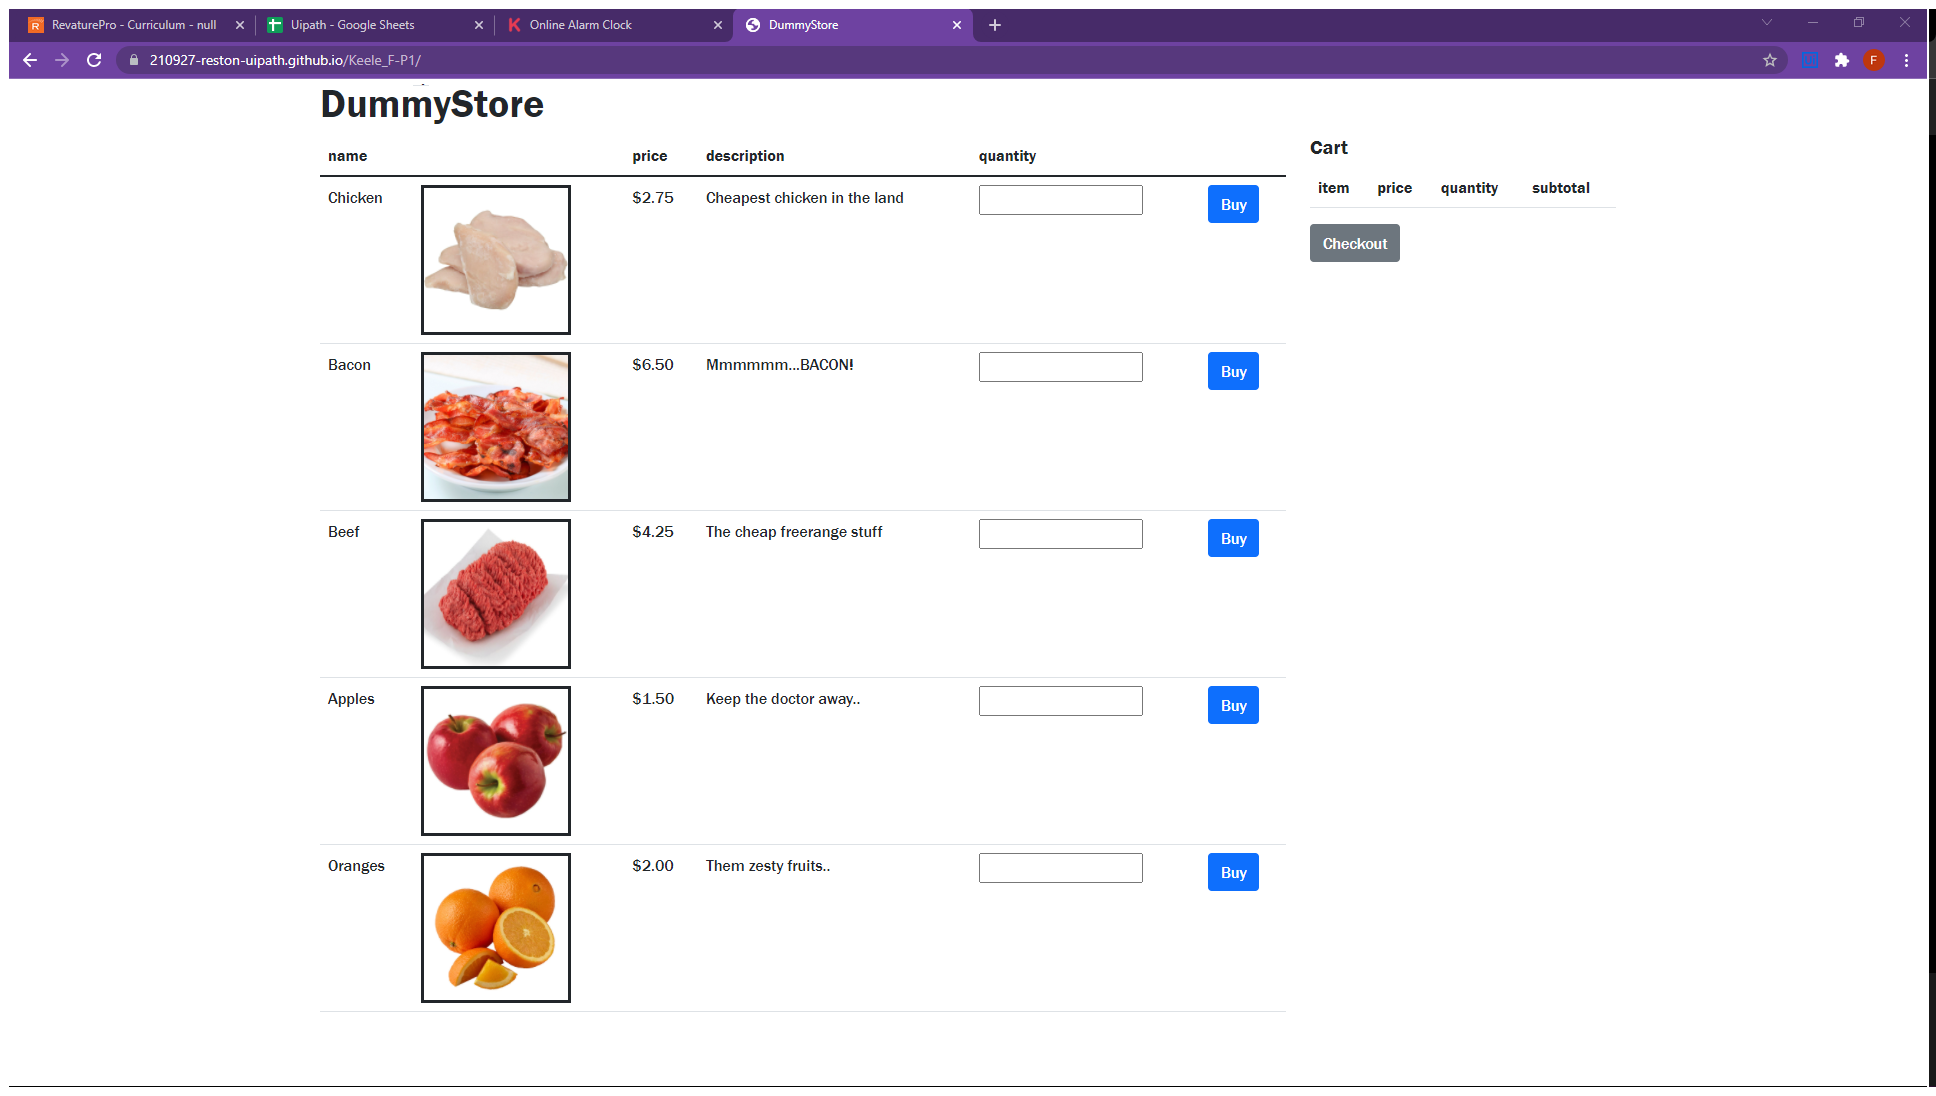 RevaturePro - Curriculum - null
Uipath - Google Sheets
Online Alarm Clock
DummyStore
210927-reston-uipath.github.io/Keele_F-P1/
F
DummyStore
name price description quantity
Chicken $2.75 Cheapest chicken in the land Buy
Bacon $6.50 Mmmmmm...BACON! Buy
Beef $4.25 The cheap freerange stuff Buy
Apples $1.50 Keep the doctor away.. Buy
Oranges $2.00 Them zesty fruits.. Buy
Cart
item price quantity subtotal
Checkout